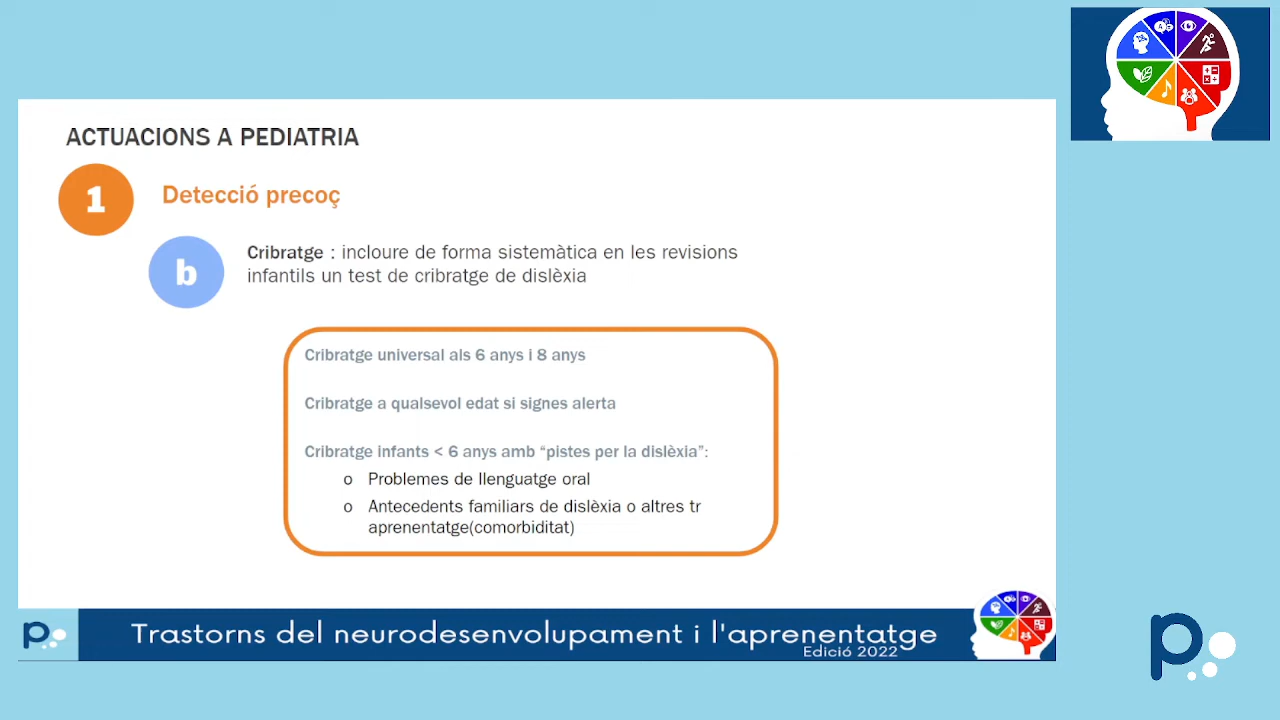 ACTUACIONS A PEDIATRIA
1
Detecció precoç
b
Cribratge : incloure de forma sistemàtica en les revisions
infantils un test de cribratge de dislèxia
Cribratge universal als 6 anys i 8 anys
Cribratge a qualsevol edat si signes alerta
Cribratge infants < 6 anys amb “pistes per la dislèxia”:
o Problemes de llenguatge oral
o Antecedents familiars de dislèxia o altres tr
aprenentatge(comorbiditat)
p
Trastorns del neurodesenvolupament i l'aprenentatge
Edició 2022
p